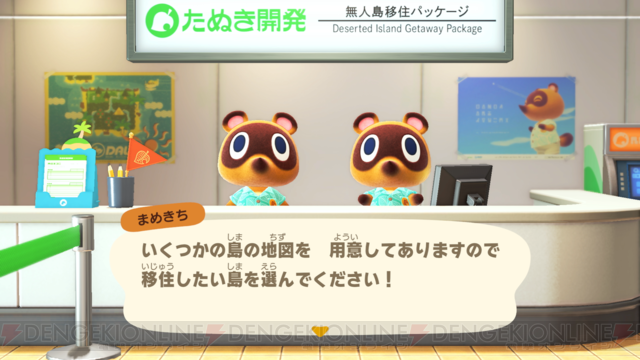 たぬき開発
無人島移住パッケージ
Deserted Island Getaway Package
DAL
まめきち
いくつかの島の地図を 用意してありますので
移住したい島を選んでください!
DENGEKIONLINE DENGEKIONLINE DENGEKIONLINE